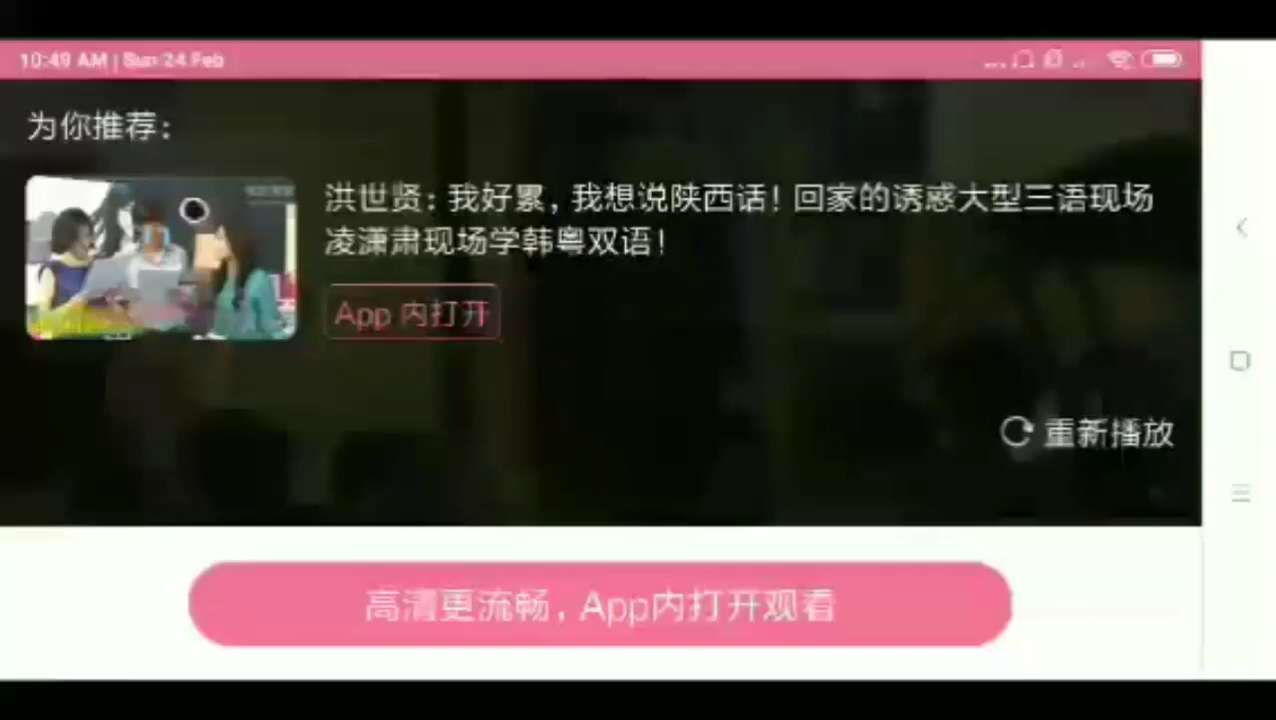 10:49 AM | Sun 24 Feb
为你推荐：
洪世贤：我好累，我想说陕西话！回家的诱惑大型三语现场
凌潇肃现场学韩粤双语！
App 内打开
重新播放
高清更流畅，App内打开观看